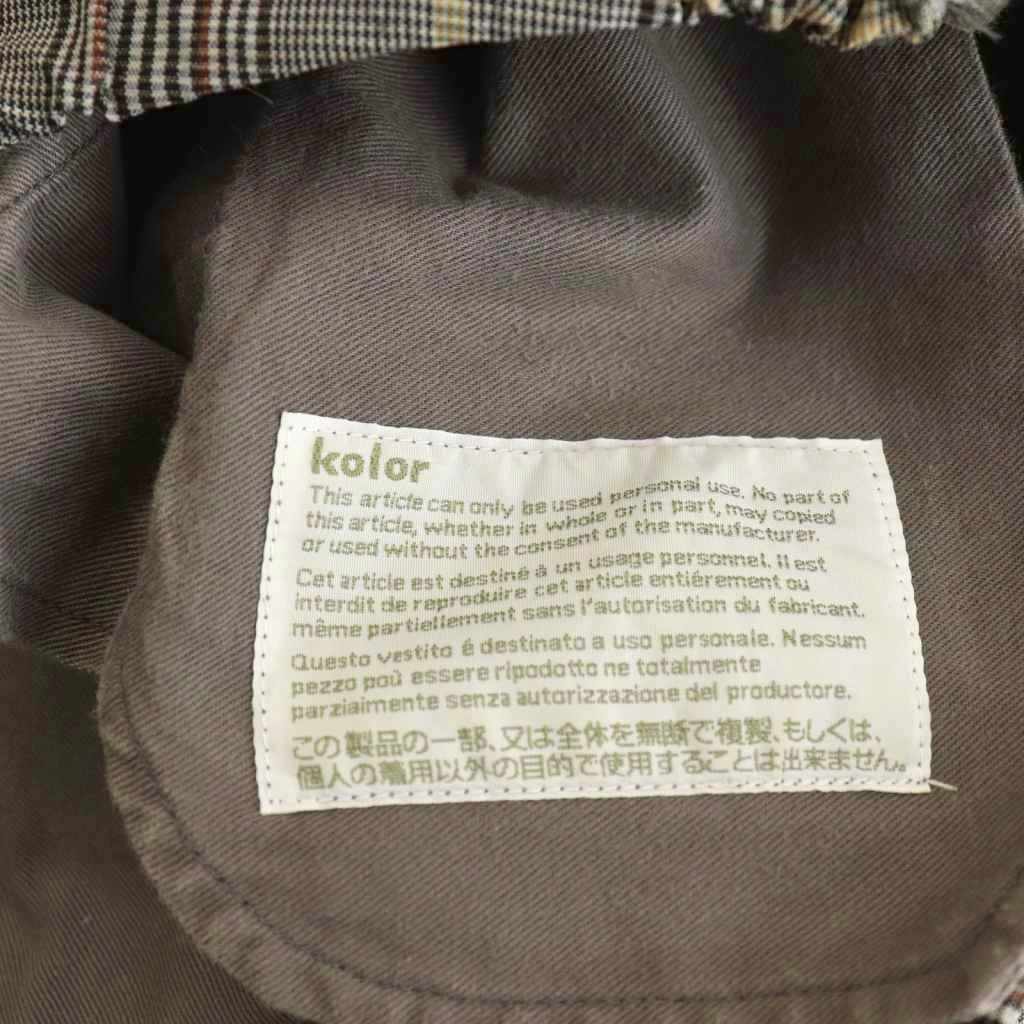 kolor
This article can only be used personal use. No part of
this article, whether in whole or in part, may copied
or used without the consent of the manufacturer.
Cet article est destiné à un usage personnel. Il est
interdit de reproduire cet article entiérement ou
même partiellement sans l'autorisation du fabricant.
Questo vestito é destinato a uso personale. Nessum
pezzo poù essere ripodotto ne totalmente
parziaimente senza autorizzazione del productore.
この製品の一部、又は全体を無断で複製、もしくは、
個人の着用以外の目的で使用することは出来ません。